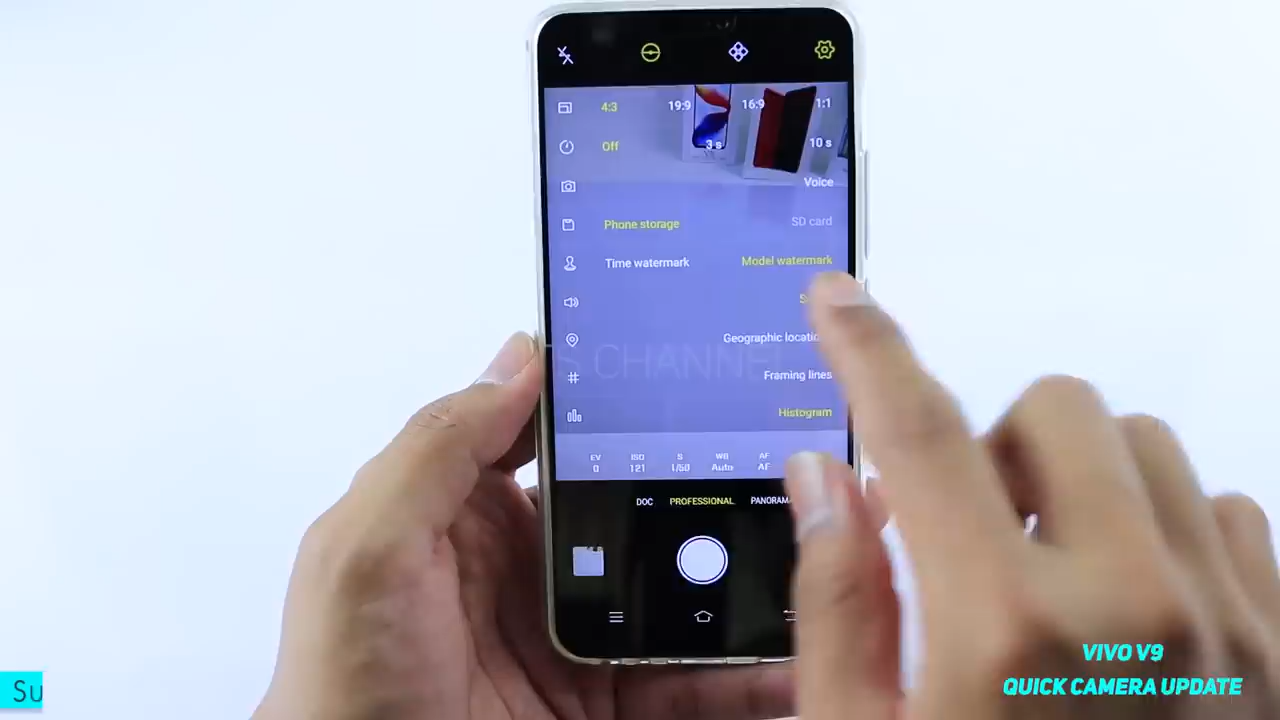 4:3 19:9 16:9 1:1
Off 3 s 10 s
Voice
Phone storage SD card
Time watermark Model watermark
Geographic location
Framing lines
CHANNEL
Histogram
EV ISO S WB AF
0 121 1/50 Auto AF
DOC PROFESSIONAL PANORAMA
VIVO V9
QUICK CAMERA UPDATE
Su